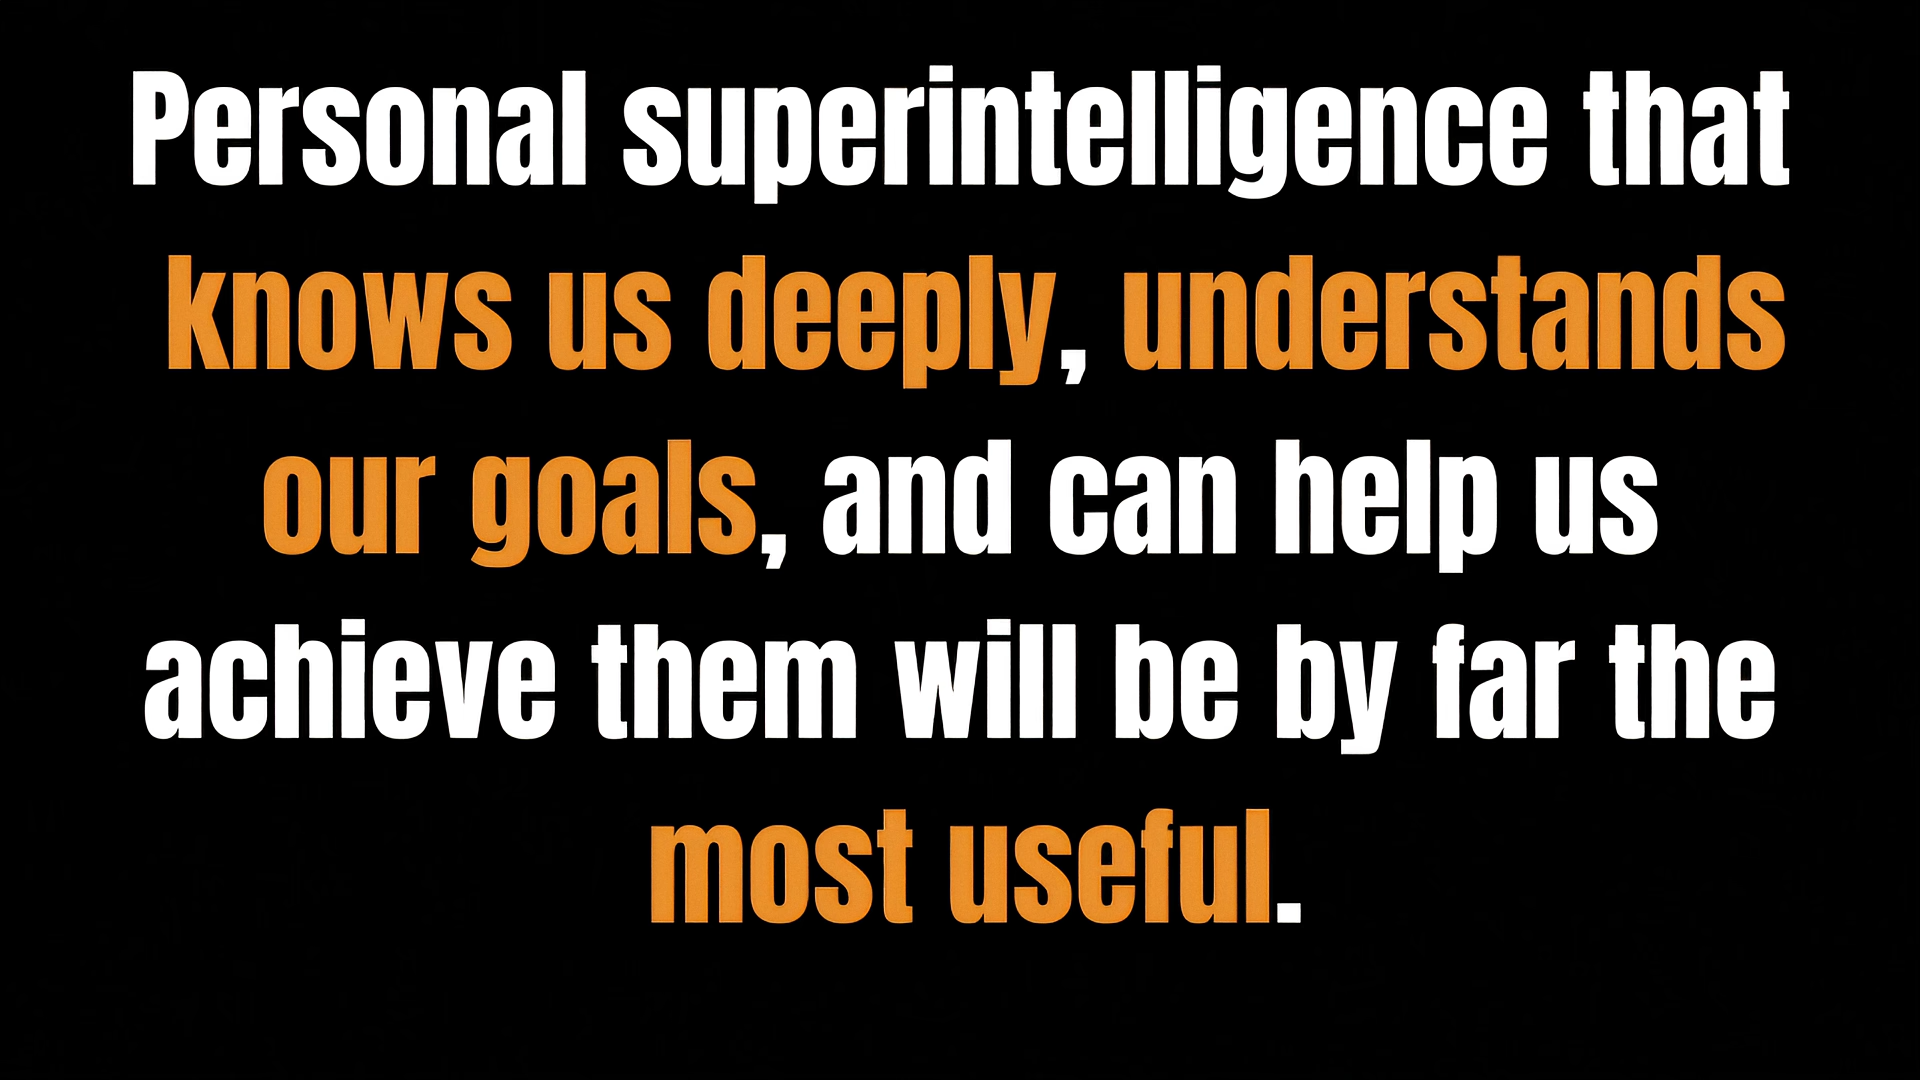 Personal superintelligence that
knows us deeply, understands
our goals, and can help us
achieve them will be by far the
most useful.